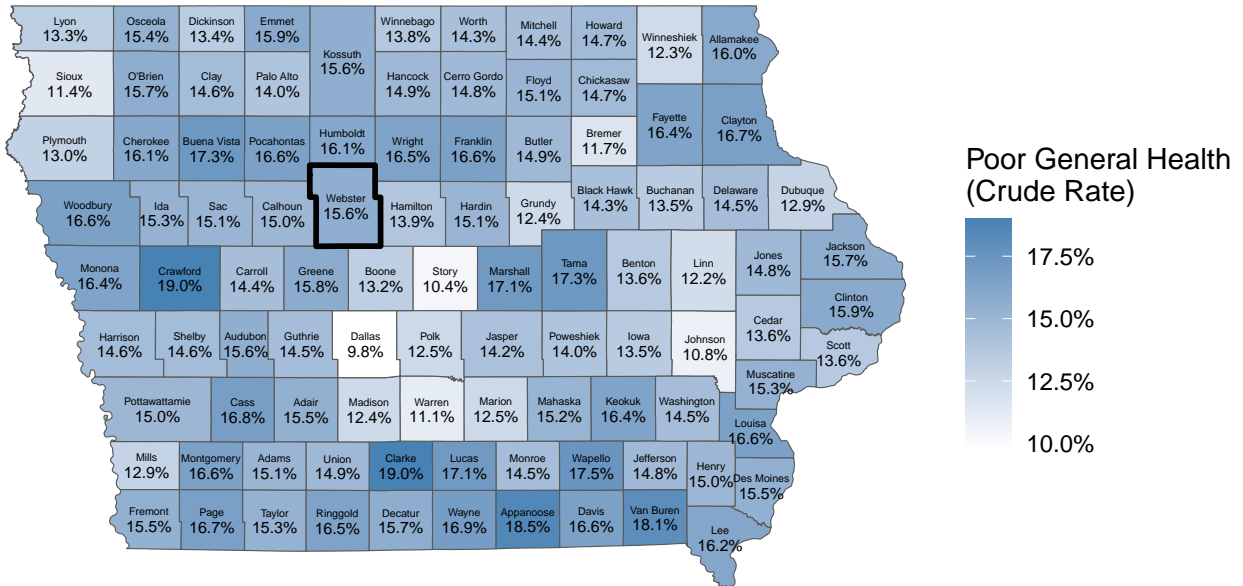 Lyon
13.3%
Osceola
15.4%
Dickinson
13.4%
Emmet
15.9%
Kossuth
15.6%
Winnebago
13.8%
Worth
14.3%
Mitchell
14.4%
Howard
14.7%
Winneshiek
12.3%
Allamakee
16.0%
Sioux
11.4%
O'Brien
15.7%
Clay
14.6%
Palo Alto
14.0%
Hancock
14.9%
Cerro Gordo
14.8%
Floyd
15.1%
Chickasaw
14.7%
Fayette
16.4%
Clayton
16.7%
Plymouth
13.0%
Cherokee
16.1%
Buena Vista
17.3%
Pocahontas
16.6%
Humboldt
16.1%
Wright
16.5%
Franklin
16.6%
Butler
14.9%
Bremer
11.7%
Woodbury
16.6%
Ida
15.3%
Sac
15.1%
Calhoun
15.0%
Webster
15.6%
Hamilton
13.9%
Hardin
15.1%
Grundy
12.4%
Black Hawk
14.3%
Buchanan
13.5%
Delaware
14.5%
Dubuque
12.9%
Monona
16.4%
Crawford
19.0%
Carroll
14.4%
Greene
15.8%
Boone
13.2%
Story
10.4%
Marshall
17.1%
Tama
17.3%
Benton
13.6%
Linn
12.2%
Jones
14.8%
Jackson
15.7%
Clinton
15.9%
Harrison
14.6%
Shelby
14.6%
Audubon
15.6%
Guthrie
14.5%
Dallas
9.8%
Polk
12.5%
Jasper
14.2%
Poweshiek
14.0%
Iowa
13.5%
Johnson
10.8%
Cedar
13.6%
Scott
13.6%
Muscatine
15.3%
Pottawattamie
15.0%
Cass
16.8%
Adair
15.5%
Madison
12.4%
Warren
11.1%
Marion
12.5%
Mahaska
15.2%
Keokuk
16.4%
Washington
14.5%
Louisa
16.6%
Mills
12.9%
Montgomery
16.6%
Adams
15.1%
Union
14.9%
Clarke
19.0%
Lucas
17.1%
Monroe
14.5%
Wapello
17.5%
Jefferson
14.8%
Henry
15.0%
Des Moines
15.5%
Fremont
15.5%
Page
16.7%
Taylor
15.3%
Ringgold
16.5%
Decatur
15.7%
Wayne
16.9%
Appanoose
18.5%
Davis
16.6%
Van Buren
18.1%
Lee
16.2%
Poor General Health
(Crude Rate)
17.5%
15.0%
12.5%
10.0%